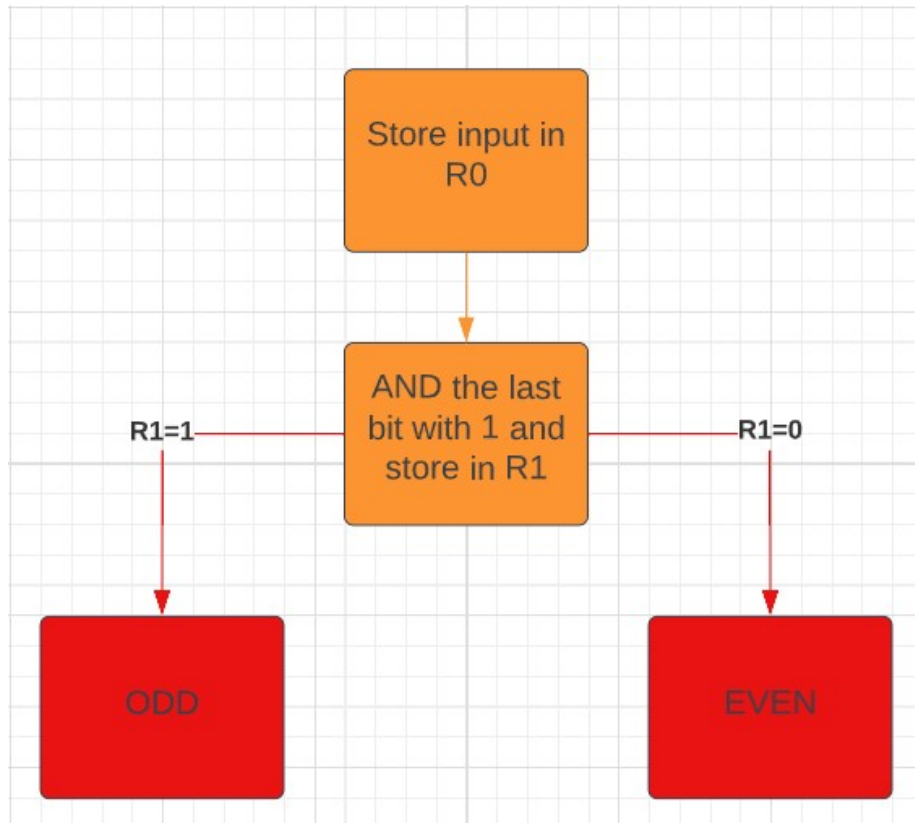 Store input in
R0
AND the last
bit with 1 and
store in R1
R1=1
R1=0
ODD
EVEN